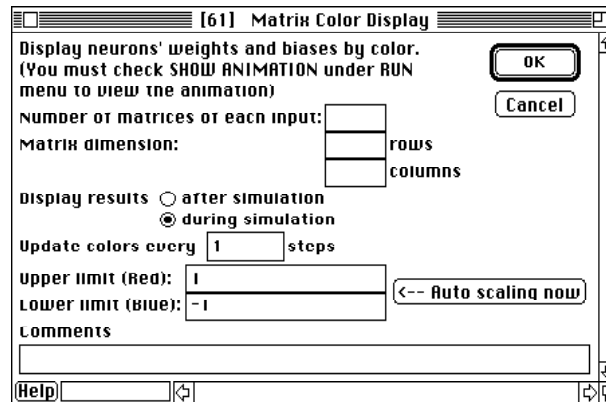 [61] Matrix Color Display
Display neurons' weights and biases by color.
(You must check SHOW ANIMATION under RUN
menu to view the animation)
OK
Cancel
Number of matrices of each input:
Matrix dimension:
rows
columns
Display results after simulation
during simulation
Update colors every 1 steps
Upper limit (Red): 1
Lower limit (Blue): -1
<-- Auto scaling now
Comments
Help